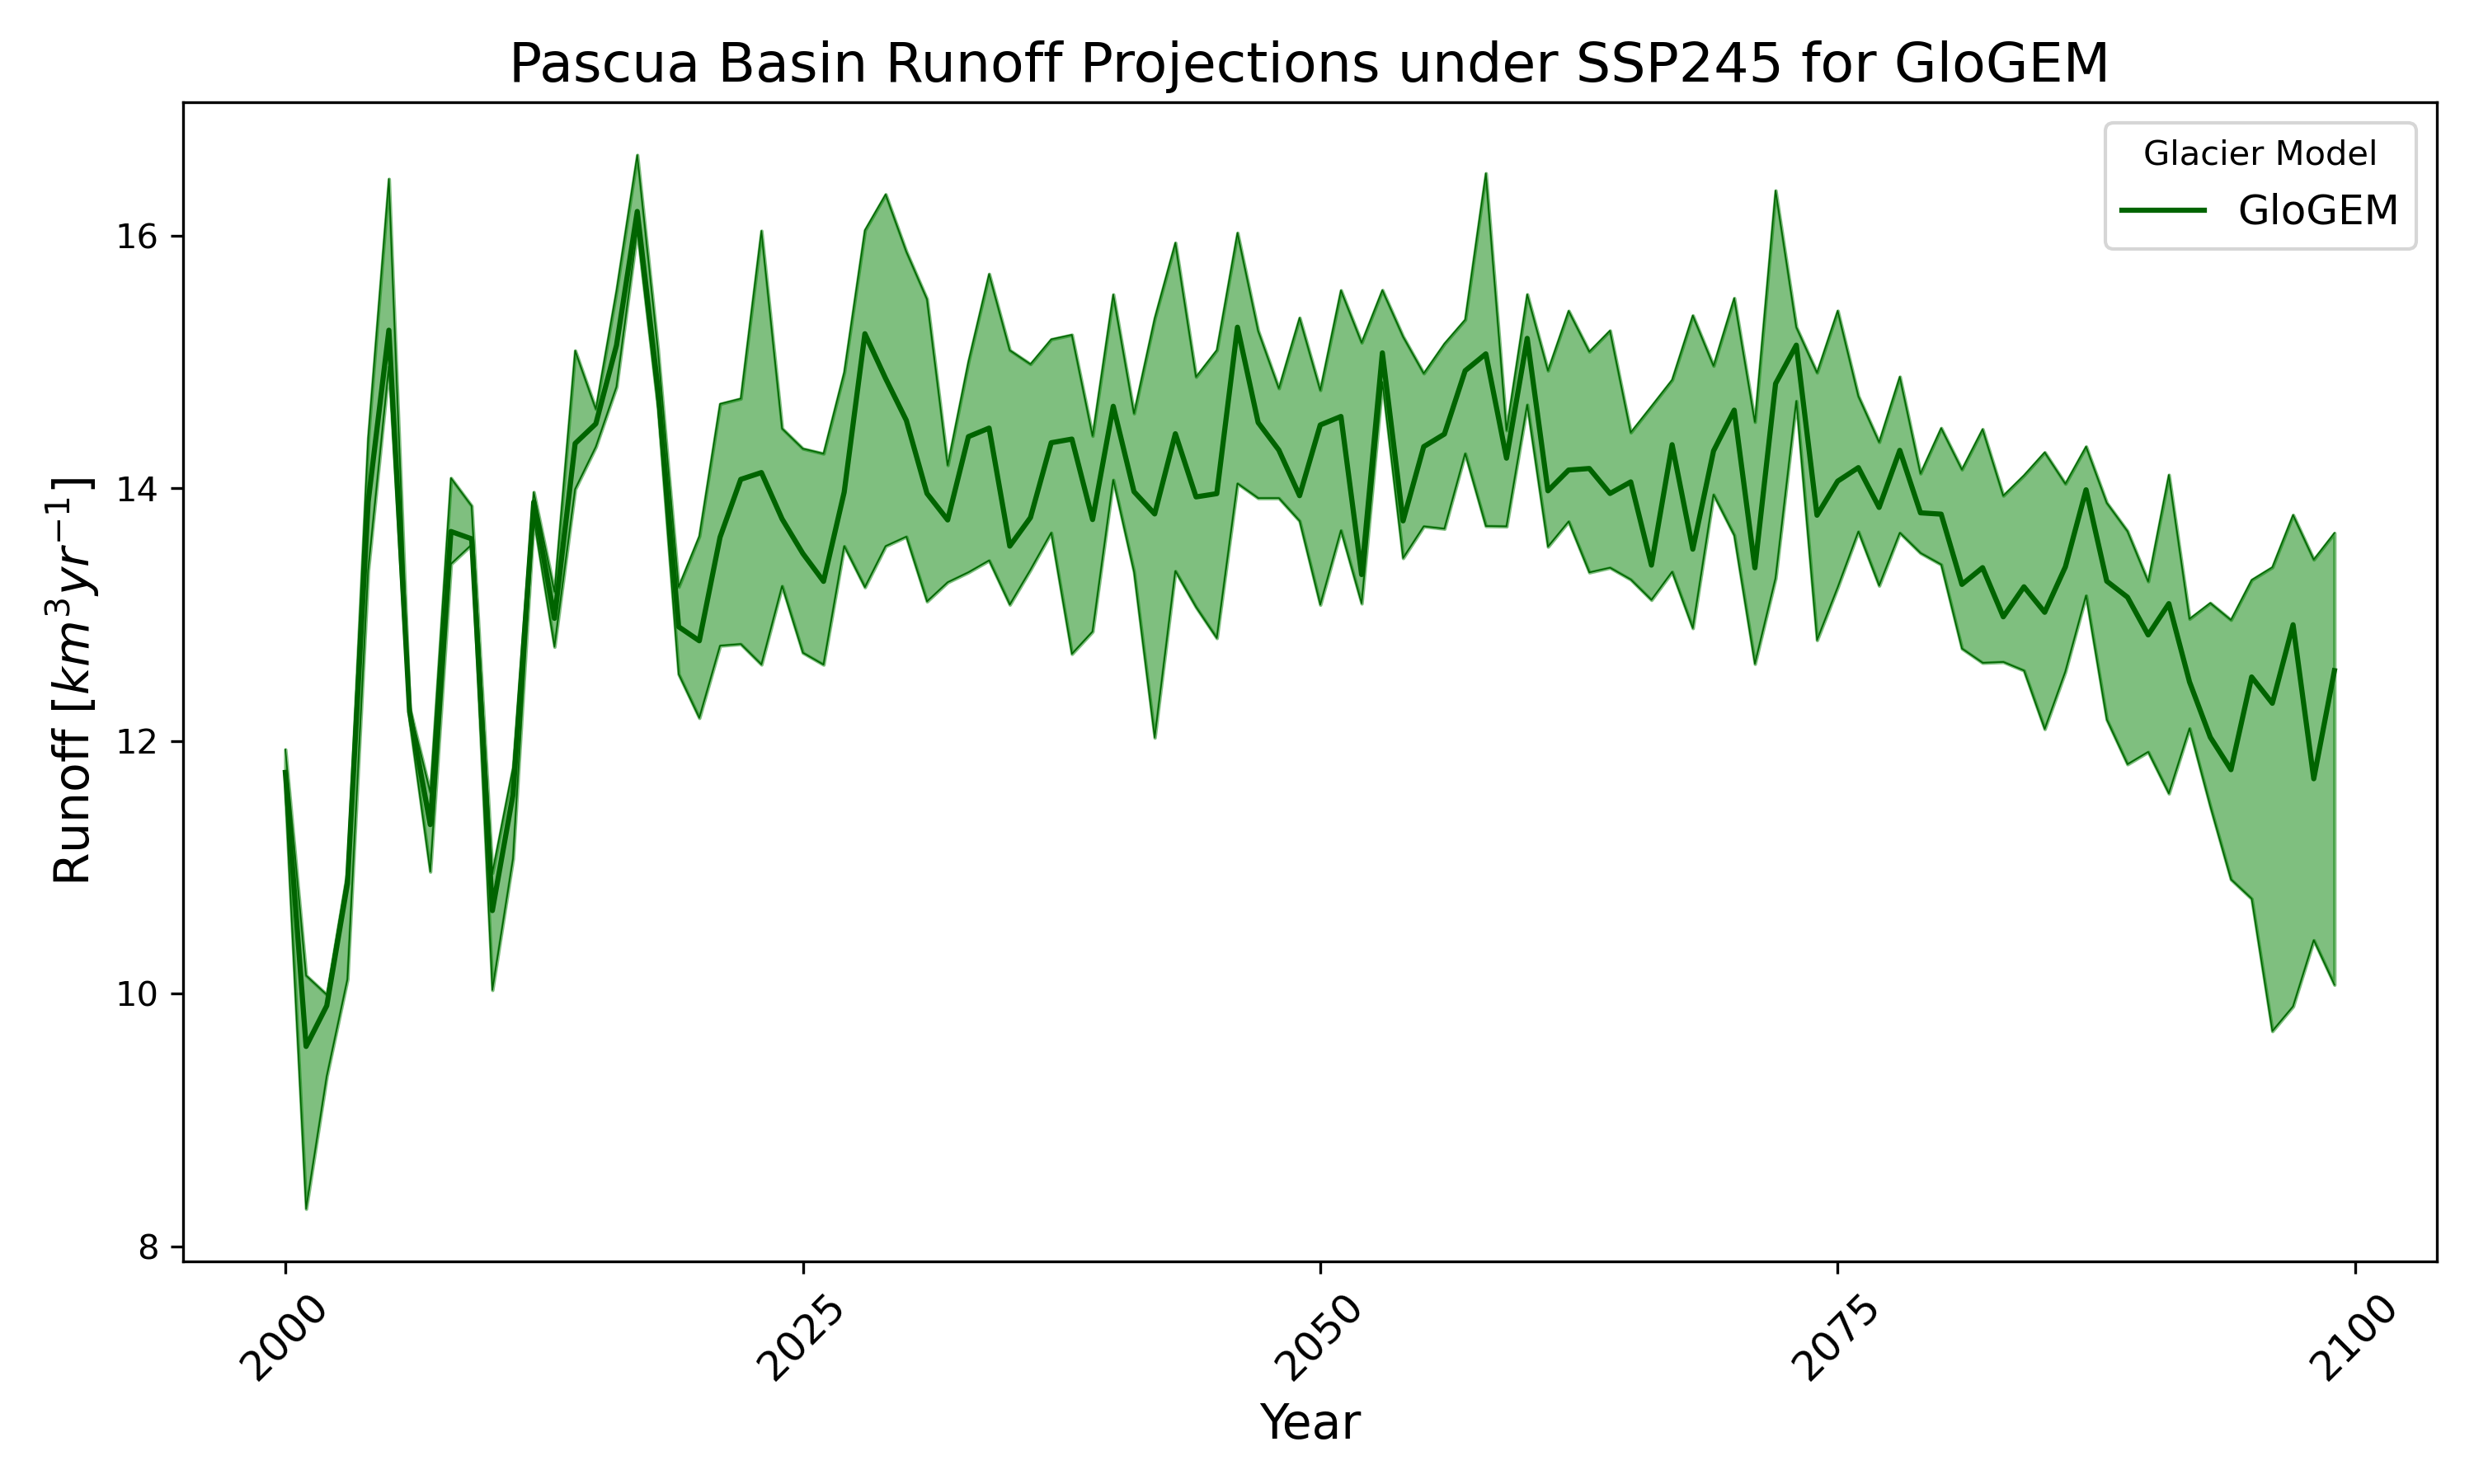 Pascua Basin Runoff Projections under SSP245 for GloGEM
Glacier Model
GloGEM
Runoff [km³yr⁻¹]
16
14
12
10
8
2000
2025
2050
2075
2100
Year